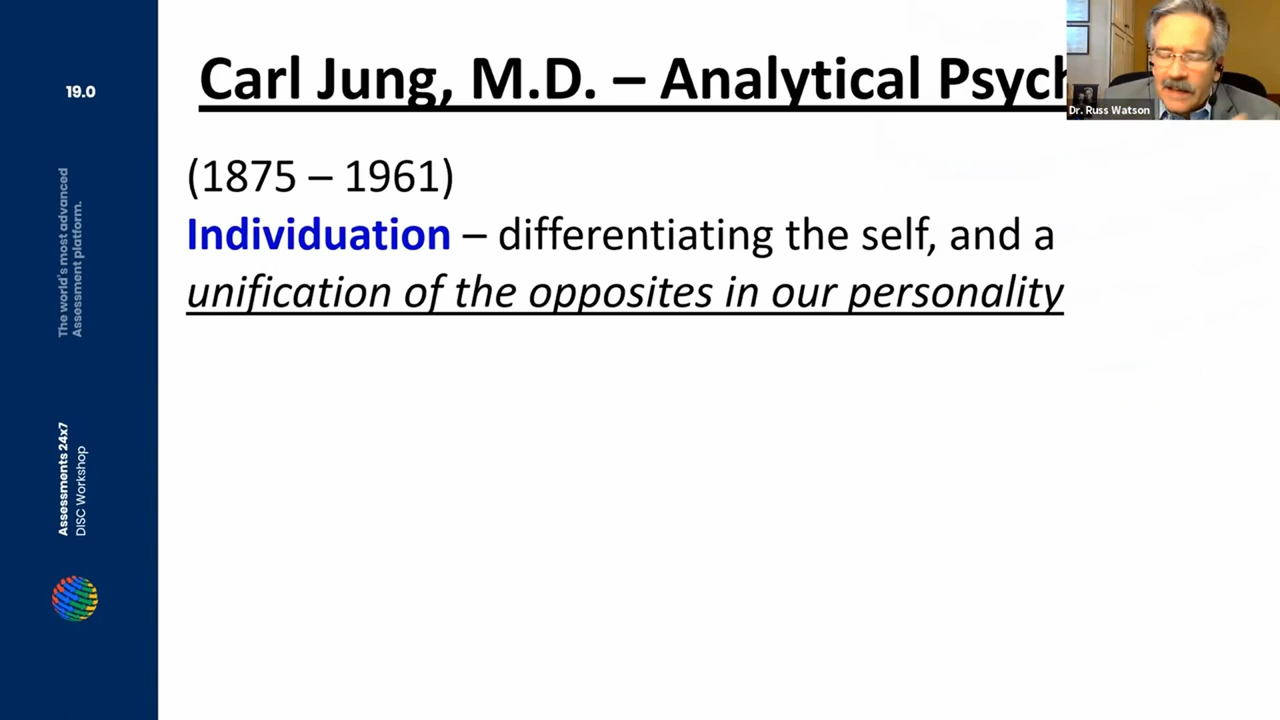 Carl Jung, M.D. – Analytical Psych
Dr. Russ Watson
19.0
(1875 – 1961)
Individuation – differentiating the self, and a
unification of the opposites in our personality
The world's most advanced
Assessment platform.
Assessments 24x7
DISC Workshop